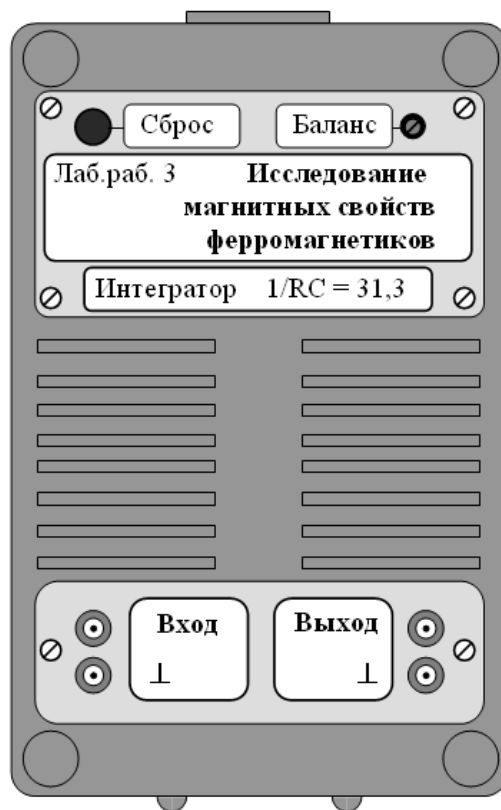 Сброс
Баланс
Лаб.раб. 3 Исследование
магнитных свойств
ферромагнетиков
Интегратор 1/RC = 31,3
Вход
Выход
⊥
⊥